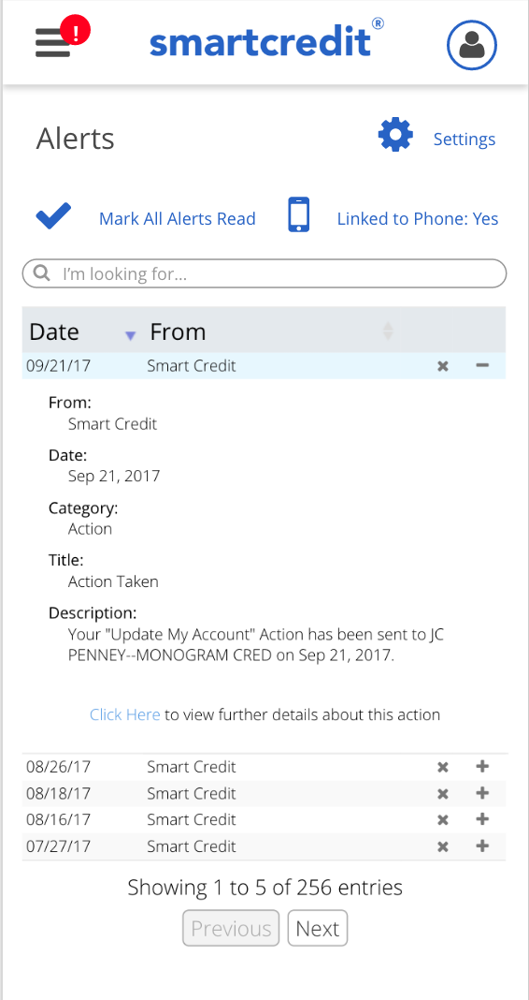 !
smartcredit®
Alerts
Settings
Mark All Alerts Read
Linked to Phone: Yes
I'm looking for...
Date From
09/21/17 Smart Credit
From:
Smart Credit
Date:
Sep 21, 2017
Category:
Action
Title:
Action Taken
Description:
Your "Update My Account" Action has been sent to JC
PENNEY--MONOGRAM CRED on Sep 21, 2017.
Click Here to view further details about this action
08/26/17 Smart Credit
08/18/17 Smart Credit
08/16/17 Smart Credit
07/27/17 Smart Credit
Showing 1 to 5 of 256 entries
Previous Next